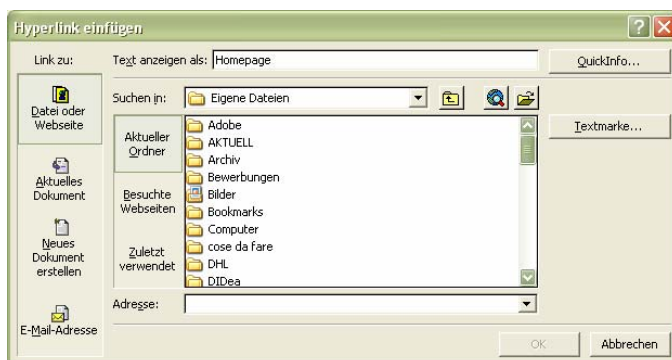 Hyperlink einfügen
Link zu:
Text anzeigen als: Homepage
QuickInfo...
Datei oder
Webseite
Aktuelles
Dokument
Neues
Dokument
erstellen
E-Mail-Adresse
Suchen in: Eigene Dateien
Aktueller
Ordner
Besuchte
Webseiten
Zuletzt
verwendet
Adobe
AKTUELL
Archiv
Bewerbungen
Bilder
Bookmarks
Computer
cose da fare
DHL
DIDea
Textmarke...
Adresse:
OK
Abbrechen